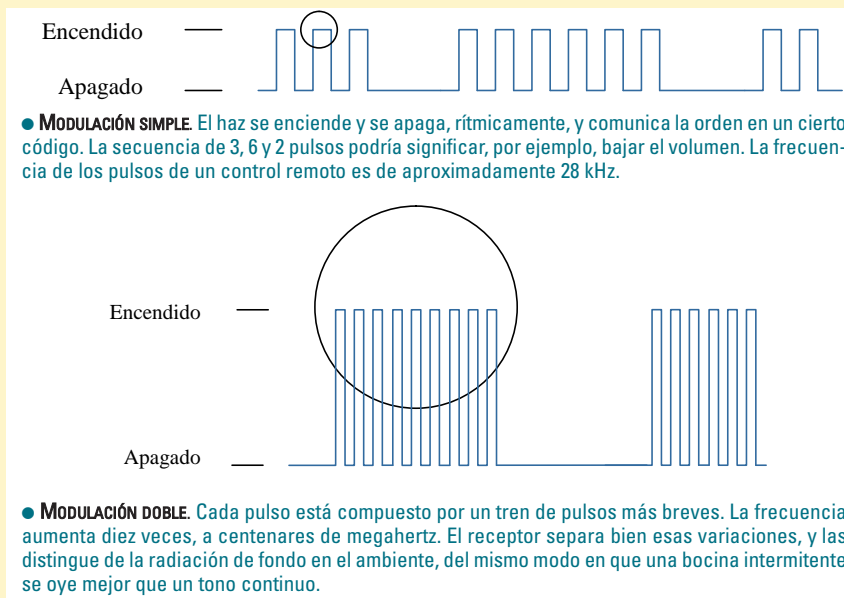 Encendido
Apagado
● MODULACIÓN SIMPLE. El haz se enciende y se apaga, rítmicamente, y comunica la orden en un cierto
código. La secuencia de 3, 6 y 2 pulsos podría significar, por ejemplo, bajar el volumen. La frecuen-
cia de los pulsos de un control remoto es de aproximadamente 28 kHz.
Encendido
Apagado
● MODULACIÓN DOBLE. Cada pulso está compuesto por un tren de pulsos más breves. La frecuencia
aumenta diez veces, a centenares de megahertz. El receptor separa bien esas variaciones, y las
distingue de la radiación de fondo en el ambiente, del mismo modo en que una bocina intermitente
se oye mejor que un tono continuo.